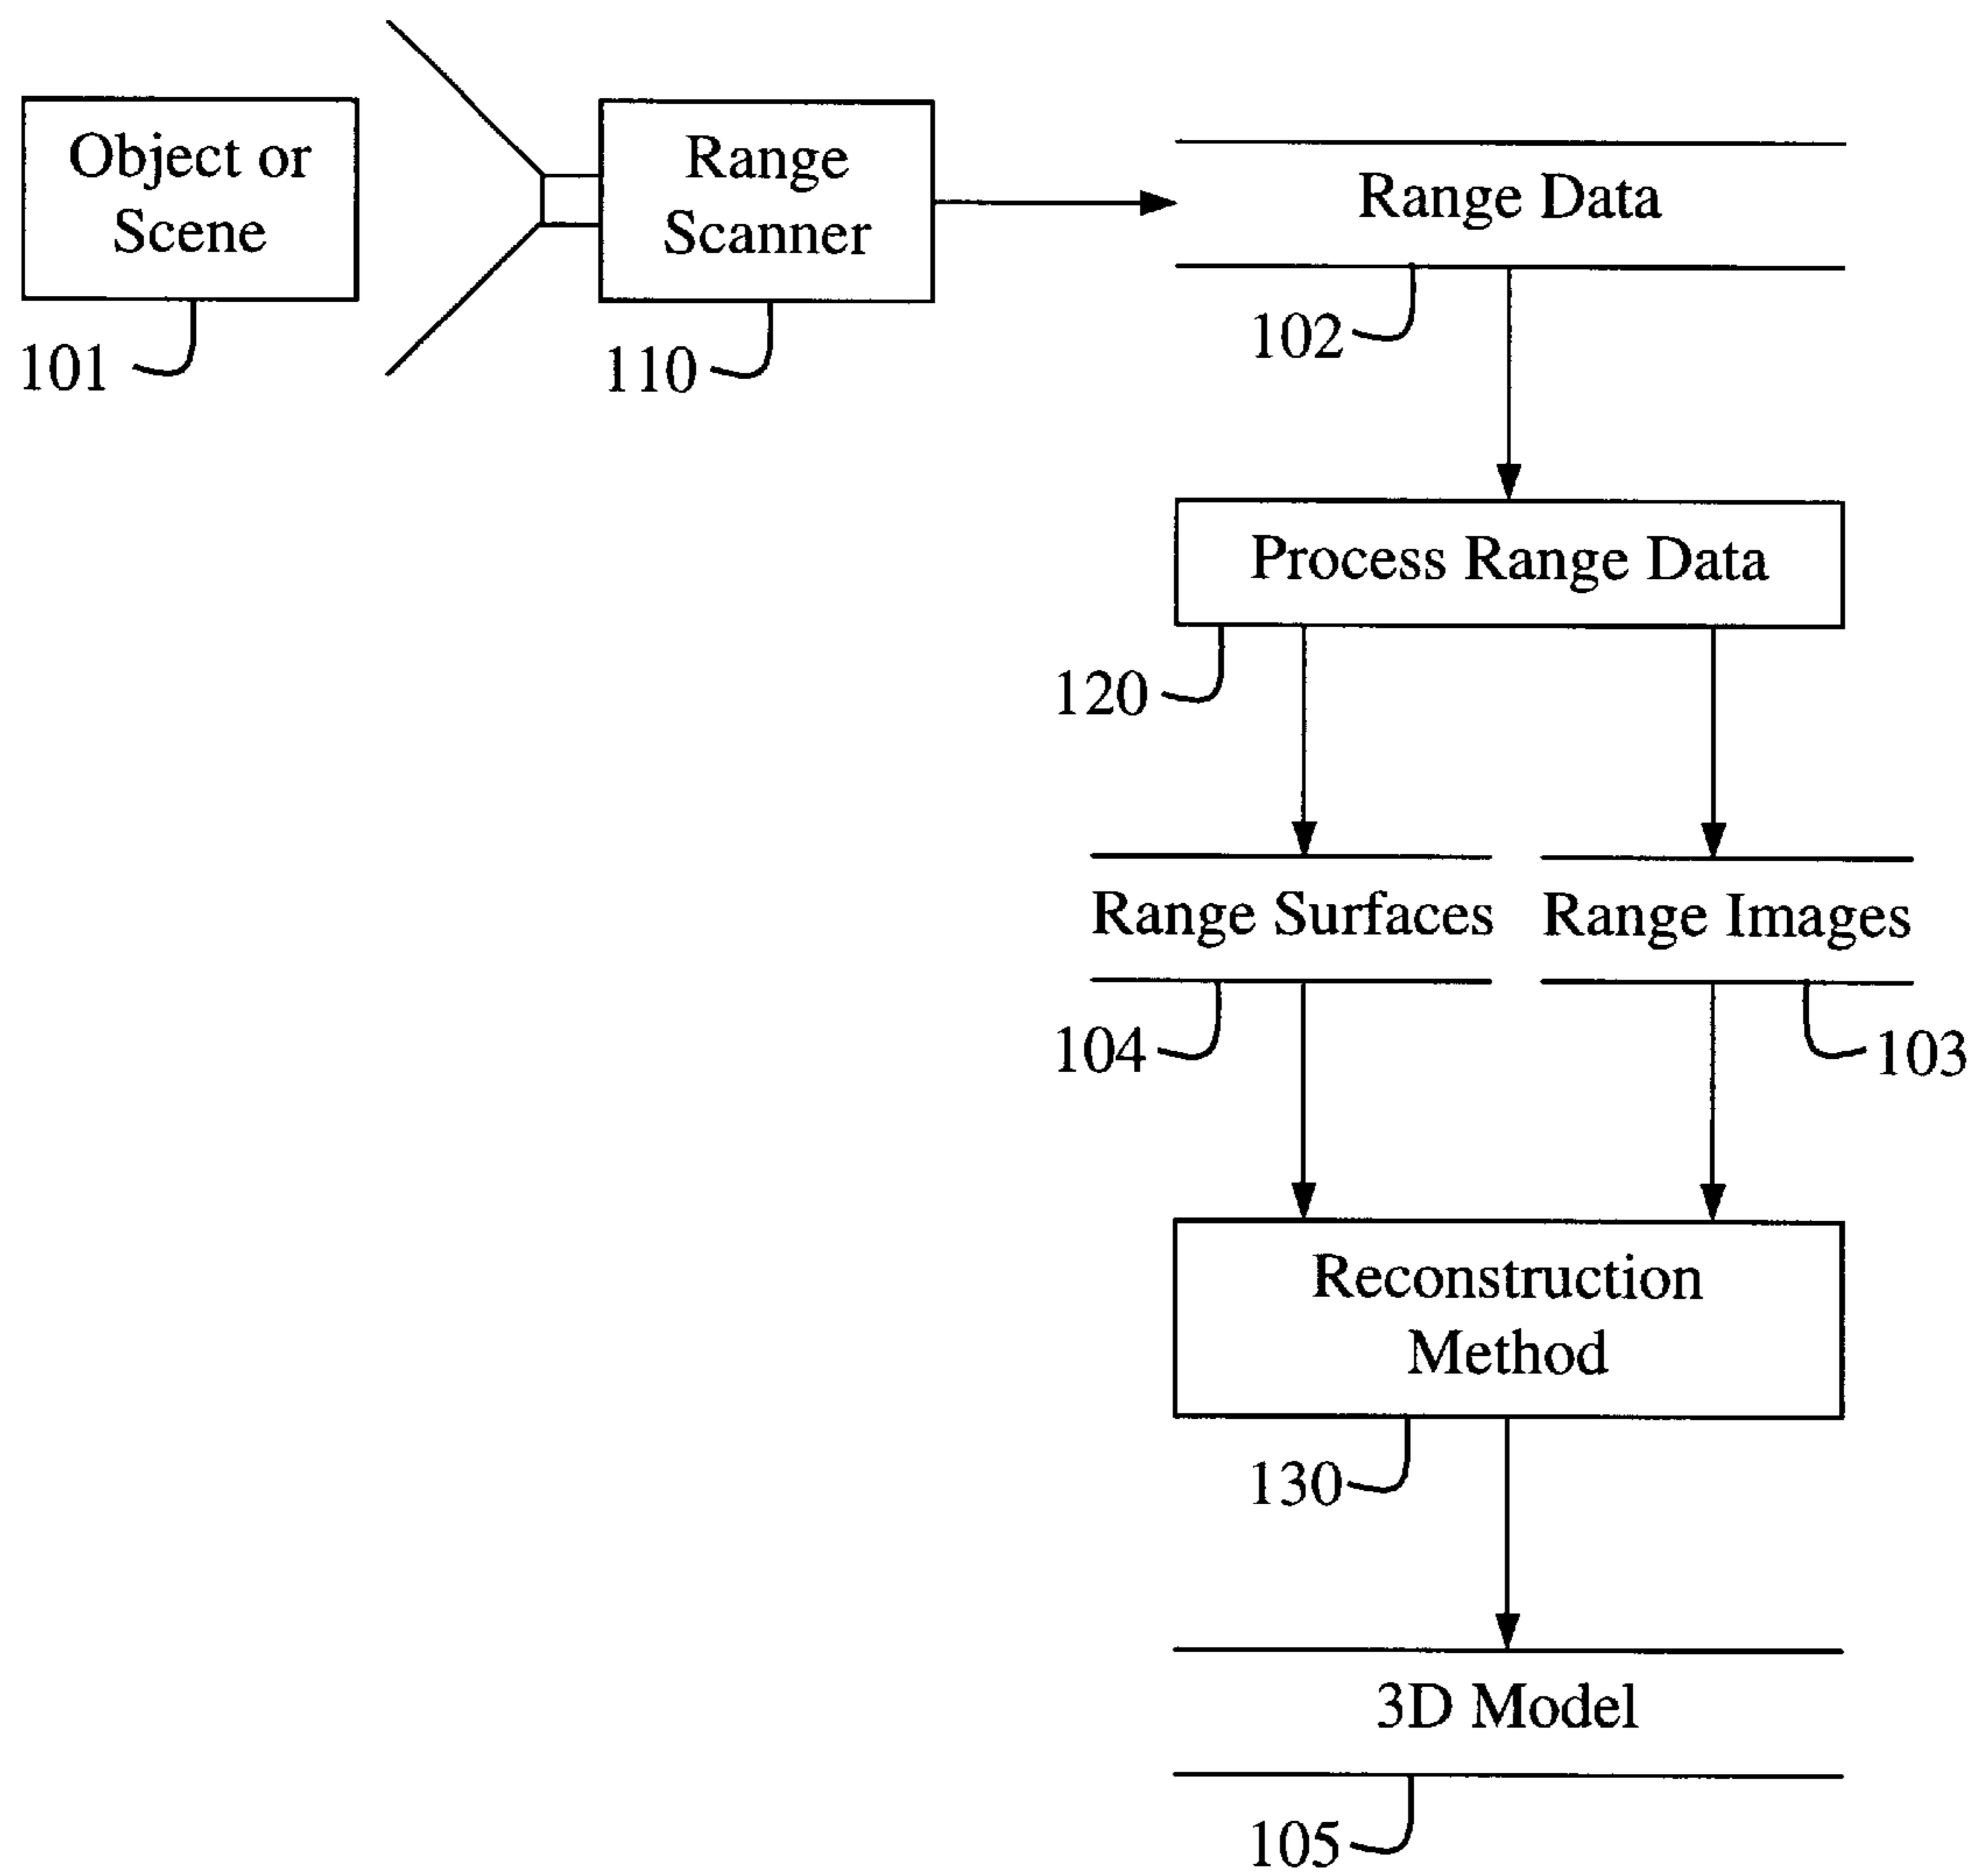 Object or
Scene
101
Range
Scanner
110
Range Data
102
Process Range Data
120
Range Surfaces
Range Images
104
103
Reconstruction
Method
130
3D Model
105